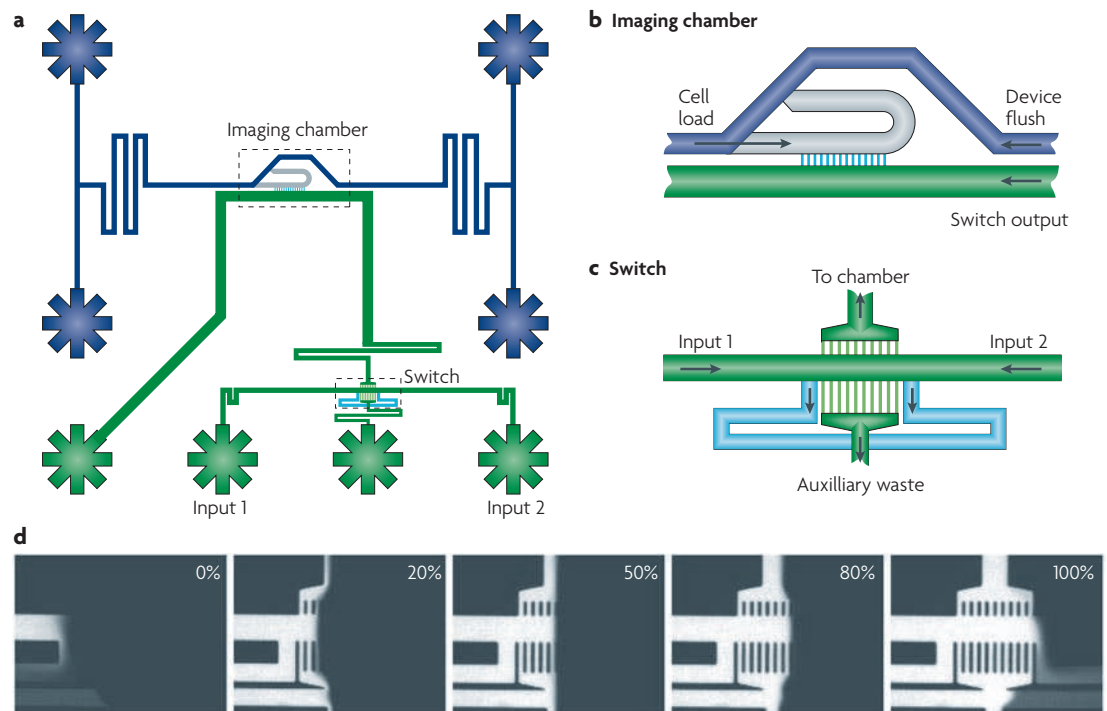 a
Imaging chamber
Switch
Input 1
Input 2
b Imaging chamber
Cell
load
Device
flush
Switch output
c Switch
To chamber
Input 1
Input 2
Auxilliary waste
d
0%
20%
50%
80%
100%